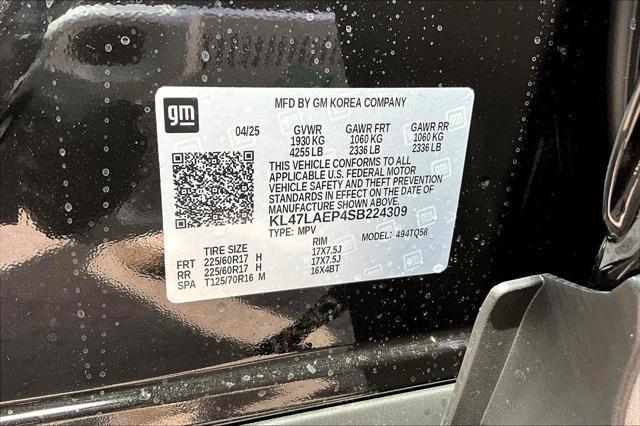 gm
MFD BY GM KOREA COMPANY
04/25 GVWR GAWR FRT GAWR RR
1930 KG 1060 KG 1060 KG
4255 LB 2336 LB 2336 LB
THIS VEHICLE CONFORMS TO ALL
APPLICABLE U.S. FEDERAL MOTOR
VEHICLE SAFETY AND THEFT PREVENTION
STANDARDS IN EFFECT ON THE DATE OF
MANUFACTURE SHOWN ABOVE.
KL47LAEP4SB224309
TYPE: MPV MODEL: 494TQ58
TIRE SIZE RIM
FRT 225/60R17 H 17X7.5J
RR 225/60R17 H 17X7.5J
SPA T125/70R16 M 16X4BT